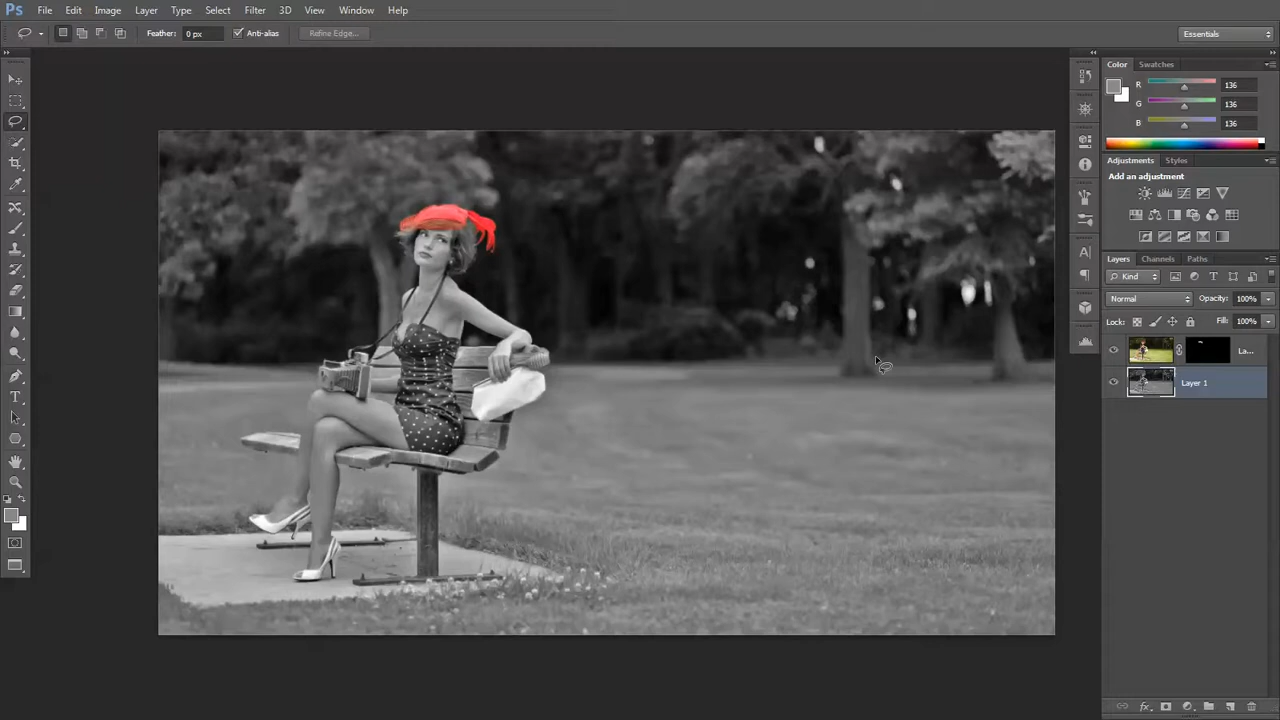 Ps File Edit Image Layer Type Select Filter 3D View Window Help
Feather: 0 px Anti-alias Refine Edge... Essentials
Color Swatches
R 136
G 136
B 136
Adjustments Styles
Add an adjustment
Layers Channels Paths
Kind
Normal Opacity: 100%
Lock: Fill: 100%
La...
Layer 1